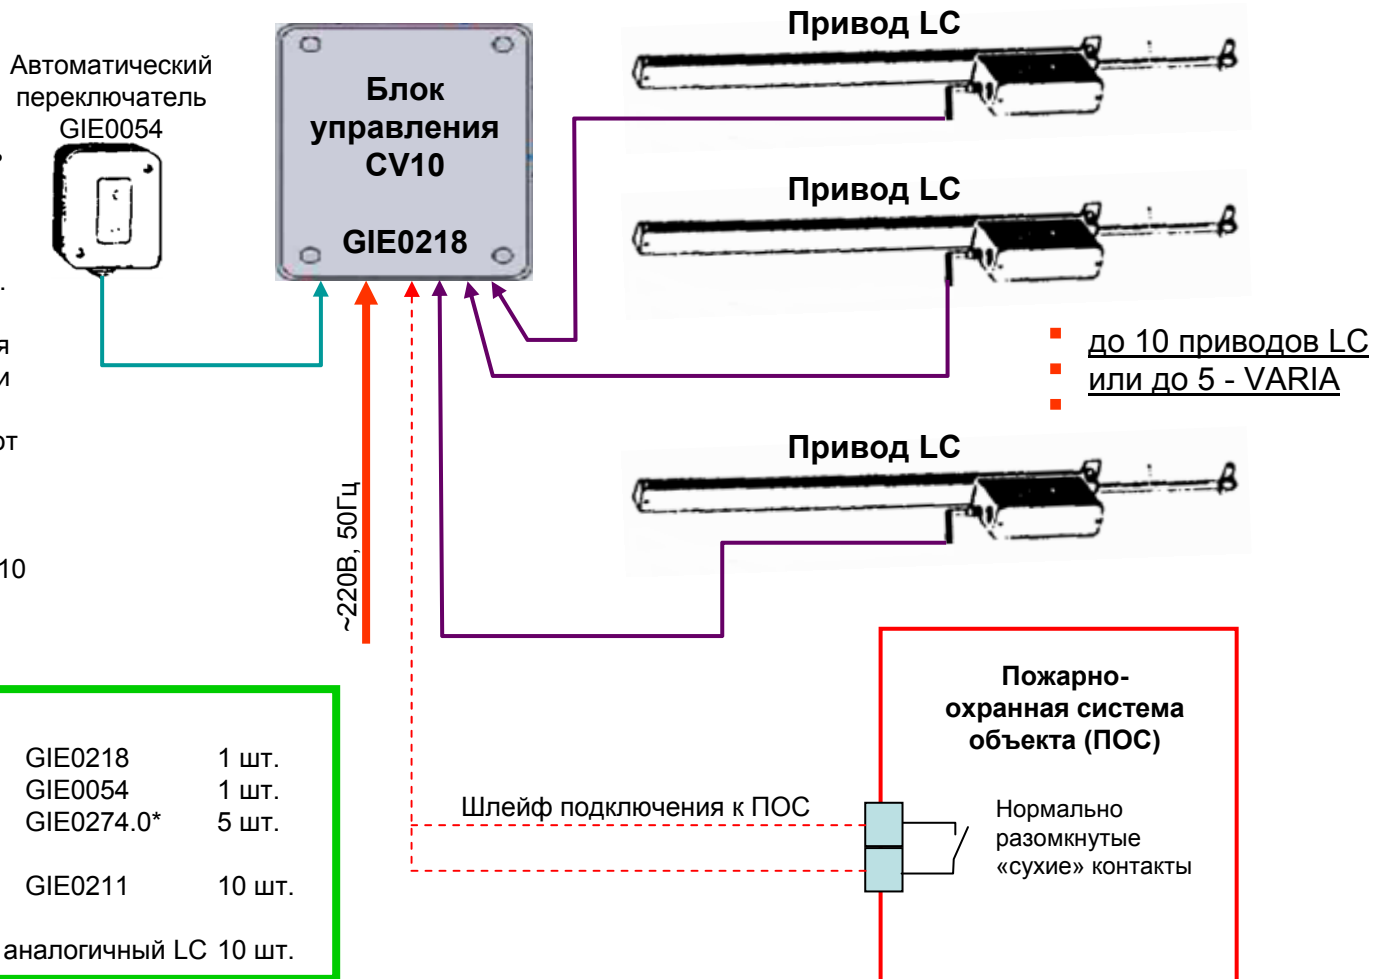 Привод LC
Автоматический
переключатель
GIE0054
Блок
управления
CV10
GIE0218
Привод LC
я
и
до 10 приводов LC
или до 5 - VARIA
от
Привод LC
10
~220В, 50Гц
Пожарно-
охранная система
объекта (ПОС)
GIE0218 1 шт.
GIE0054 1 шт.
GIE0274.0* 5 шт.
GIE0211 10 шт.
аналогичный LC 10 шт.
Шлейф подключения к ПОС
Нормально
разомкнутые
«сухие» контакты